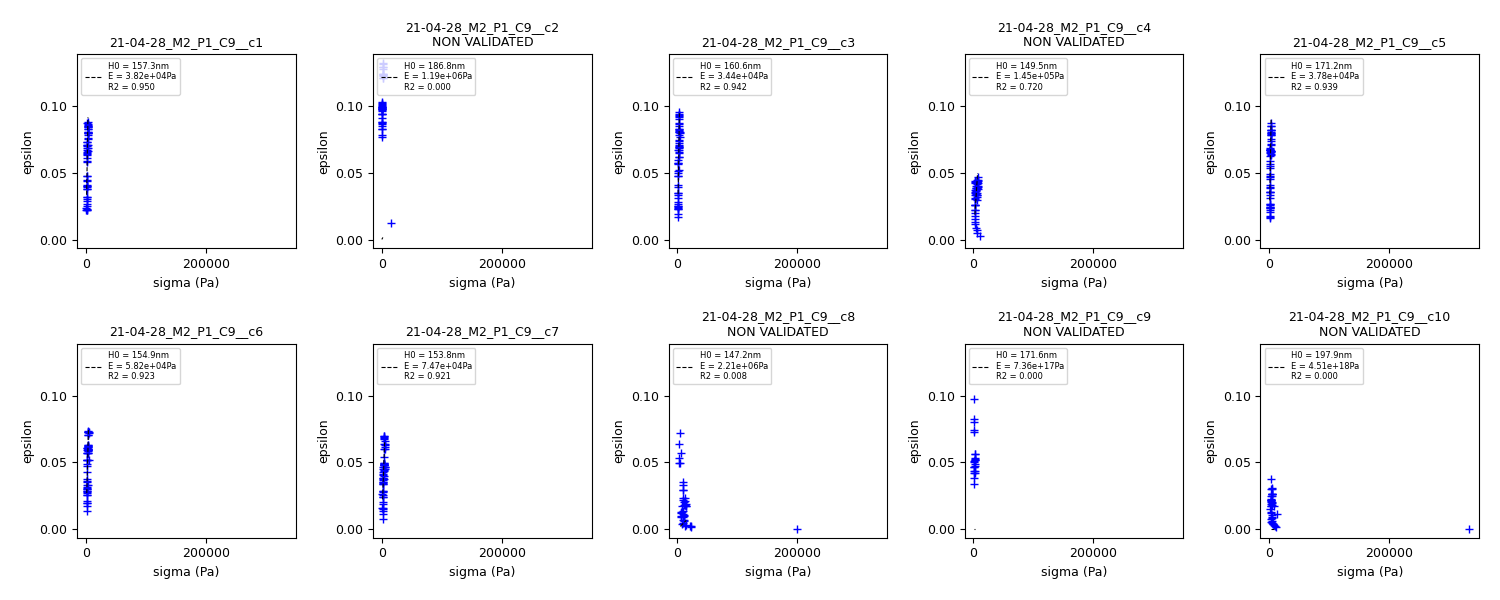 21-04-28_M2_P1_C9__c1
H0 = 157.3nm
E = 3.82e+04Pa
R2 = 0.950
0.10
0.05
0.00
epsilon
0
200000
sigma (Pa)
21-04-28_M2_P1_C9__c2
NON VALIDATED
H0 = 186.8nm
E = 1.19e+06Pa
R2 = 0.000
0.10
0.05
0.00
epsilon
0
200000
sigma (Pa)
21-04-28_M2_P1_C9__c3
H0 = 160.6nm
E = 3.44e+04Pa
R2 = 0.942
0.10
0.05
0.00
epsilon
0
200000
sigma (Pa)
21-04-28_M2_P1_C9__c4
NON VALIDATED
H0 = 149.5nm
E = 1.45e+05Pa
R2 = 0.720
0.10
0.05
0.00
epsilon
0
200000
sigma (Pa)
21-04-28_M2_P1_C9__c5
H0 = 171.2nm
E = 3.78e+04Pa
R2 = 0.939
0.10
0.05
0.00
epsilon
0
200000
sigma (Pa)
21-04-28_M2_P1_C9__c6
H0 = 154.9nm
E = 5.82e+04Pa
R2 = 0.923
0.10
0.05
0.00
epsilon
0
200000
sigma (Pa)
21-04-28_M2_P1_C9__c7
H0 = 153.8nm
E = 7.47e+04Pa
R2 = 0.921
0.10
0.05
0.00
epsilon
0
200000
sigma (Pa)
21-04-28_M2_P1_C9__c8
NON VALIDATED
H0 = 147.2nm
E = 2.21e+06Pa
R2 = 0.008
0.10
0.05
0.00
epsilon
0
200000
sigma (Pa)
21-04-28_M2_P1_C9__c9
NON VALIDATED
H0 = 171.6nm
E = 7.36e+17Pa
R2 = 0.000
0.10
0.05
0.00
epsilon
0
200000
sigma (Pa)
21-04-28_M2_P1_C9__c10
NON VALIDATED
H0 = 197.9nm
E = 4.51e+18Pa
R2 = 0.000
0.10
0.05
0.00
epsilon
0
200000
sigma (Pa)